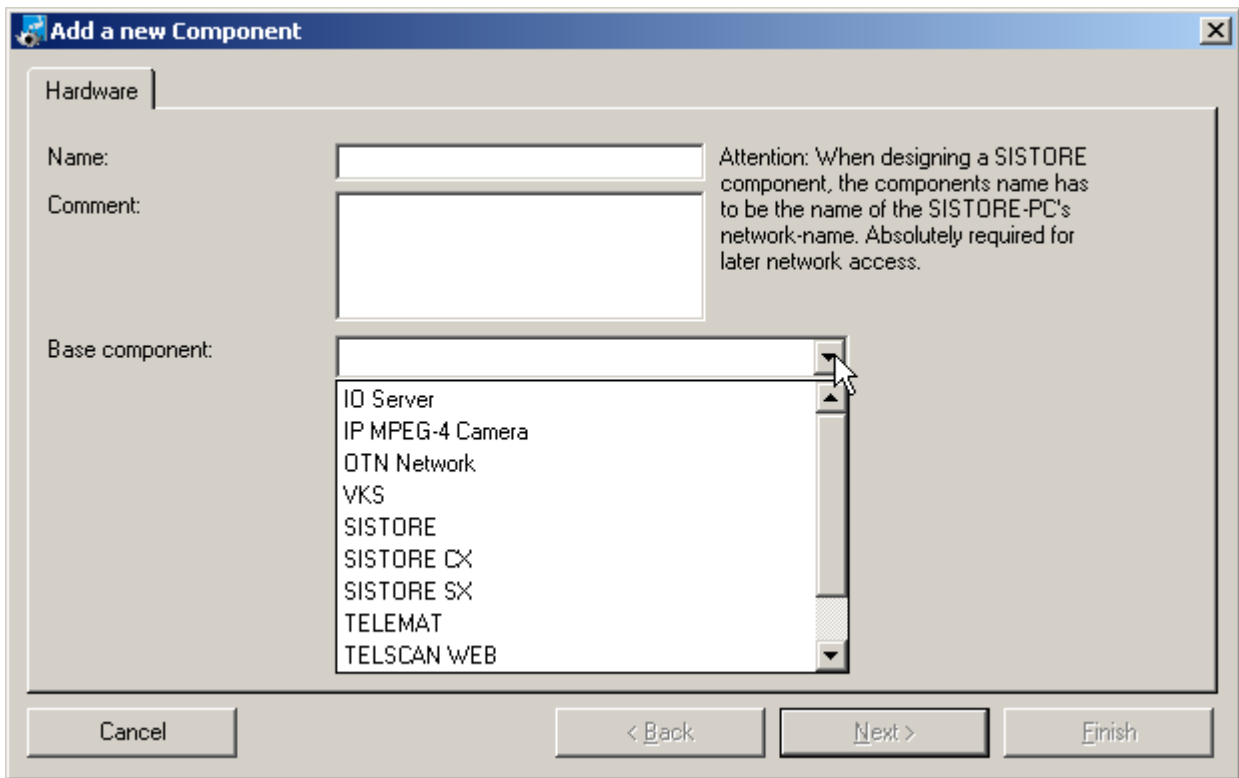 Add a new Component
Hardware
Name:
Attention: When designing a SISTORE
component, the components name has
to be the name of the SISTORE-PC's
network-name. Absolutely required for
later network access.
Comment:
Base component:
IO Server
IP MPEG-4 Camera
OTN Network
VKS
SISTORE
SISTORE CX
SISTORE SX
TELEMAT
TELSCAN WEB
Cancel
< Back
Next >
Finish